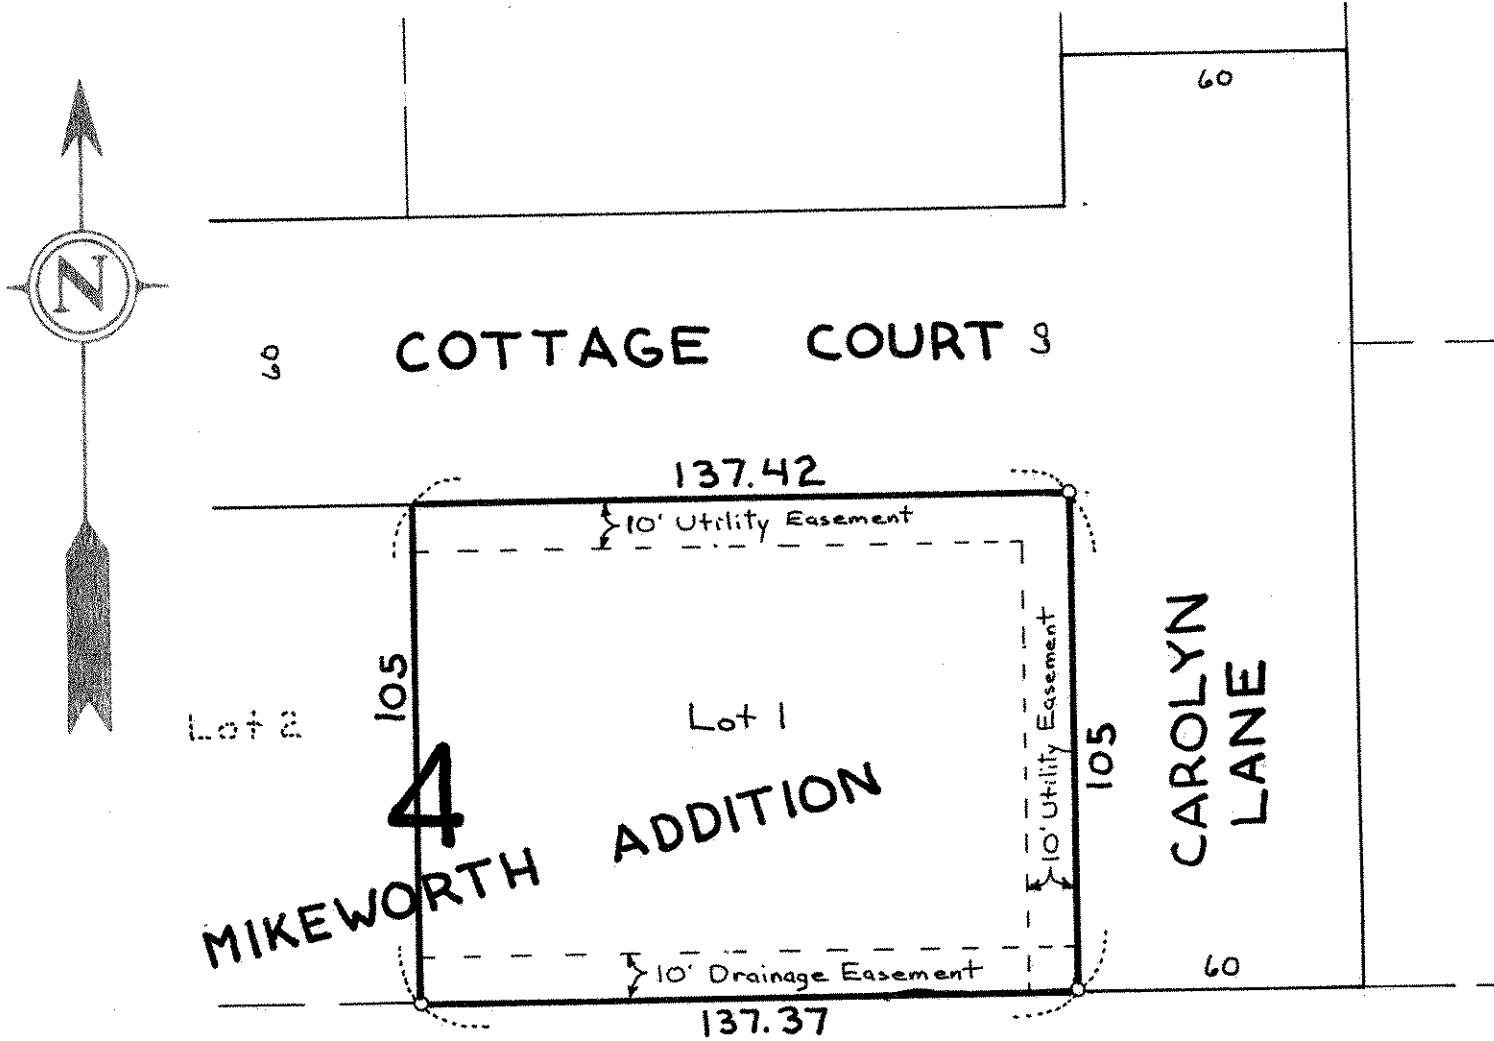 60
N
60
COTTAGE COURT
60
137.42
10' Utility Easement
105
Lot 2
Lot 1
10' Utility Easement
105
CAROLYN
LANE
4
MIKEWORTH ADDITION
10' Drainage Easement
60
137.37